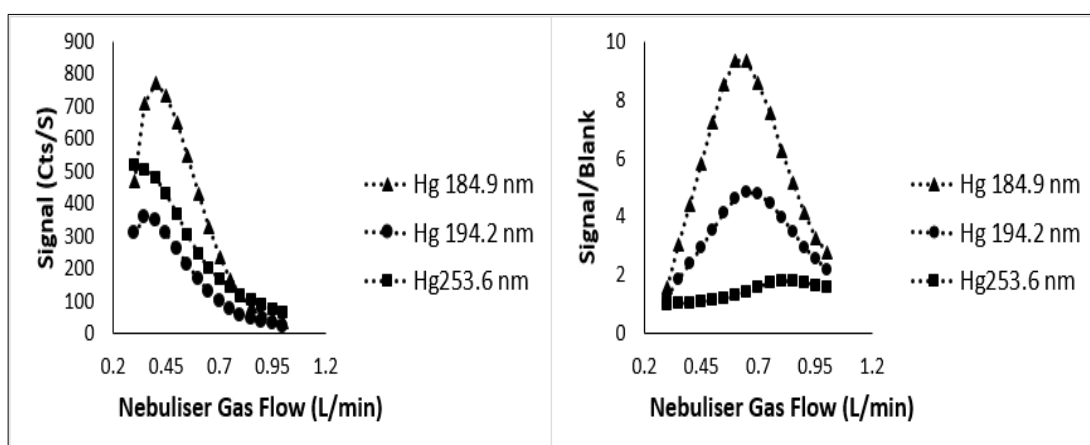 900
800
700
600
500
400
300
200
100
0
Signal (Cts/S)
0.2 0.45 0.7 0.95 1.2
Nebuliser Gas Flow (L/min)
Hg 184.9 nm
Hg 194.2 nm
Hg253.6 nm
10
8
6
4
2
0
Signal/Blank
0.2 0.45 0.7 0.95 1.2
Nebuliser Gas Flow (L/min)
Hg 184.9 nm
Hg 194.2 nm
Hg253.6 nm